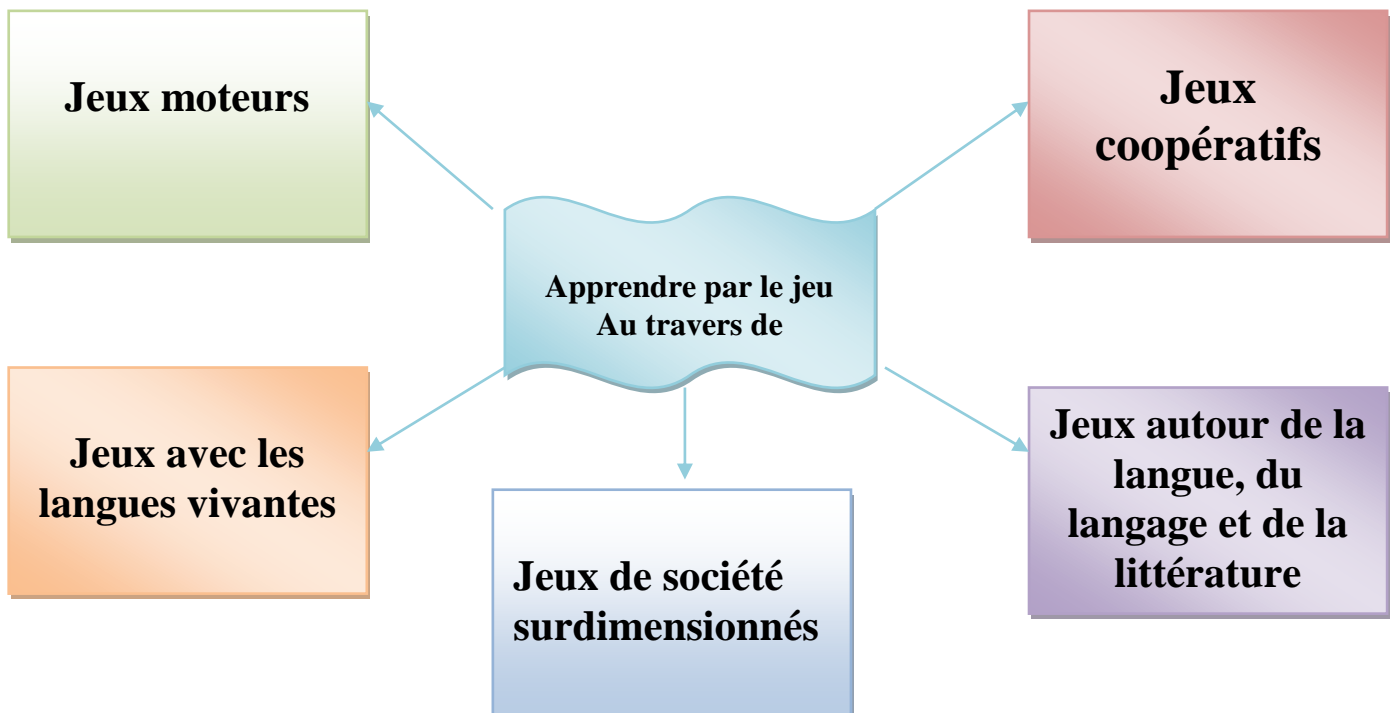 Jeux moteurs
Jeux
coopératifs
Apprendre par le jeu
Au travers de
Jeux avec les
langues vivantes
Jeux autour de la
langue, du
langage et de la
littérature
Jeux de société
surdimensionnés